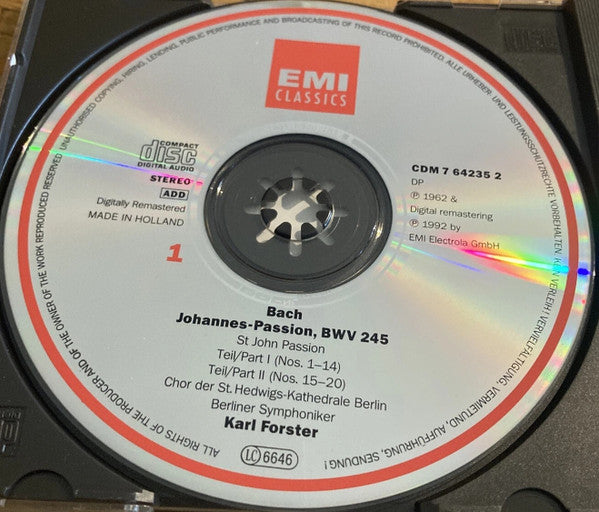 EMI
CLASSICS
COMPACT
disc
DIGITAL AUDIO
STEREO
ADD
Digitally Remastered
MADE IN HOLLAND
1
CDM 7 64235 2
DP
℗ 1962 &
Digital remastering
℗ 1992 by
EMI Electrola GmbH
Bach
Johannes-Passion, BWV 245
St John Passion
Teil/Part I (Nos. 1–14)
Teil/Part II (Nos. 15–20)
Chor der St. Hedwigs-Kathedrale Berlin
Berliner Symphoniker
Karl Forster
LC 6646
ALL RIGHTS OF THE PRODUCER AND OF THE OWNER OF THE WORK REPRODUCED RESERVED. UNAUTHORISED COPYING, HIRING, LENDING, PUBLIC PERFORMANCE AND BROADCASTING OF THIS RECORD PROHIBITED. ALLE URHEBER- UND LEISTUNGSSCHUTZRECHTE VORBEHALTEN. KEIN VERLEIH! VERVIELFÄLTIGUNG, VERMIETUNG, AUFFÜHRUNG, SENDUNG!